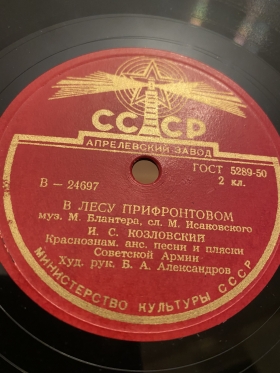 СССР
АПРЕЛЕВСКИЙ ЗАВОД
ГОСТ 5289-50
В — 24697
2 кл.
В ЛЕСУ ПРИФРОНТОВОМ
муз. М. Блантера, сл. М. Исаковского
И. С. КОЗЛОВСКИЙ
Краснознам. анс. песни и пляски
Советской Армии
Худ. рук. Б. А. Александров
МИНИСТЕРСТВО КУЛЬТУРЫ СССР